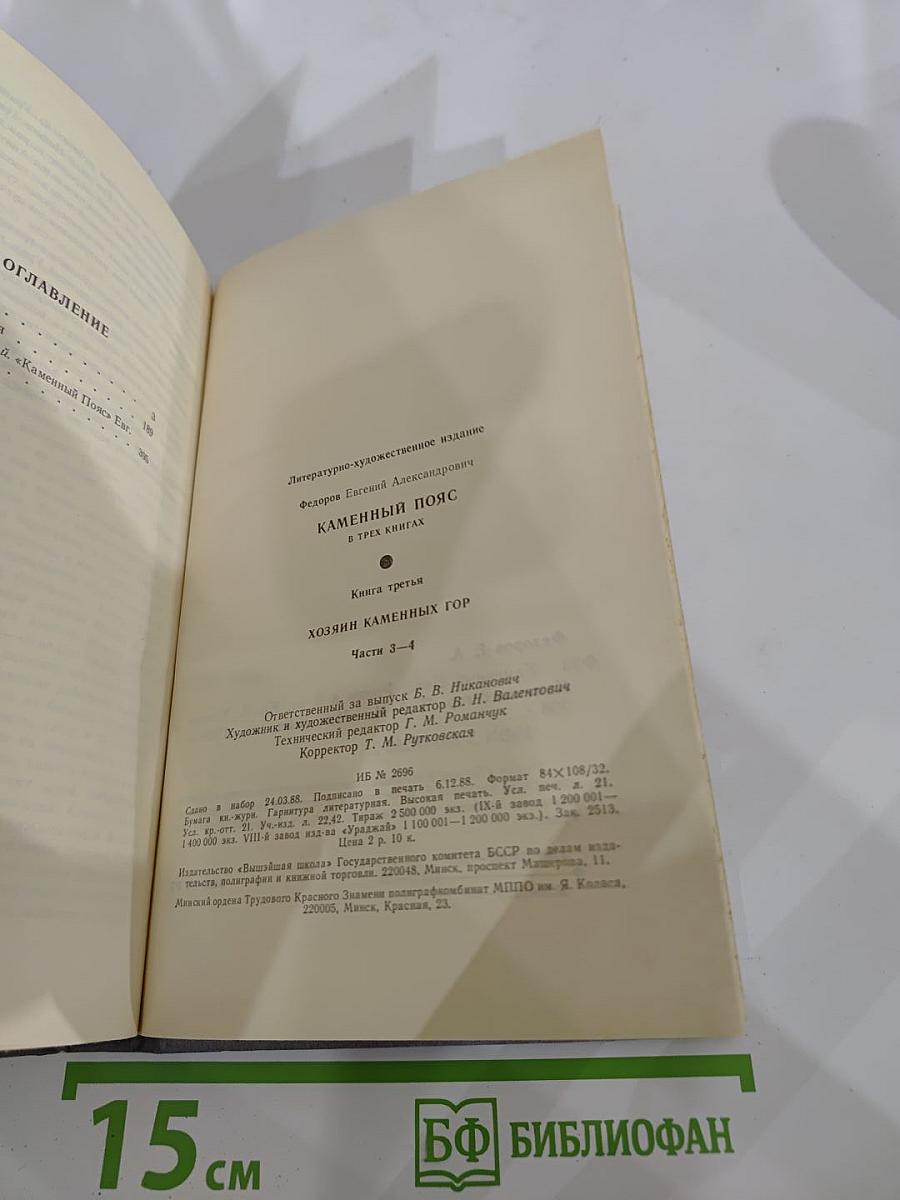 ОГЛАВЛЕНИЕ
3
189
й. «Каменный Пояс» Евг.
395
Литературно-художественное издание
Федоров Евгений Александрович
КАМЕННЫЙ ПОЯС
В ТРЕХ КНИГАХ
Книга третья
ХОЗЯИН КАМЕННЫХ ГОР
Части 3—4
Ответственный за выпуск Б. В. Никанович
Художник и художественный редактор В. Н. Валентович
Технический редактор Г. М. Романчук
Корректор Т. М. Рутковская
ИБ № 2696
Сдано в набор 24.03.88. Подписано в печать 6.12.88. Формат 84×108/32.
Бумага кн.-журн. Гарнитура литературная. Высокая печать. Усл. печ. л. 21.
Усл. кр.-отт. 21. Уч.-изд. л. 22,42. Тираж 2 500 000 экз. (IX-й завод 1 200 001—
1 400 000 экз. VIII-й завод изд-ва «Ураджай» 1 100 001—1 200 000 экз.). Зак. 2513.
Цена 2 р. 10 к.
Издательство «Вышэйшая школа» Государственного комитета БССР по делам изда-
тельств, полиграфии и книжной торговли. 220048, Минск, проспект Машерова, 11.
Минский ордена Трудового Красного Знамени полиграфкомбинат МППО им. Я. Коласа,
220005, Минск, Красная, 23.
15 см
БФ БИБЛИОФАН